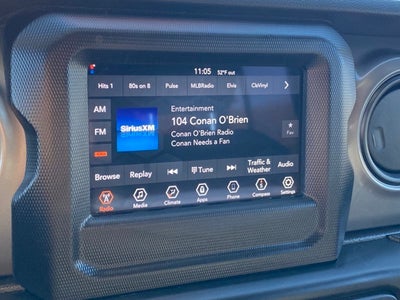 11:05 32°F out
Hits 1 80s on 8 Pulse MLBRadio Elvis ClsVinyl
AM
Entertainment
104 Conan O'Brien
SiriusXM
FM
Conan O'Brien Radio
Fav
Conan Needs a Fan
Browse Replay Tune Traffic & Weather Audio
Radio Media Climate Apps Phone Compass Settings